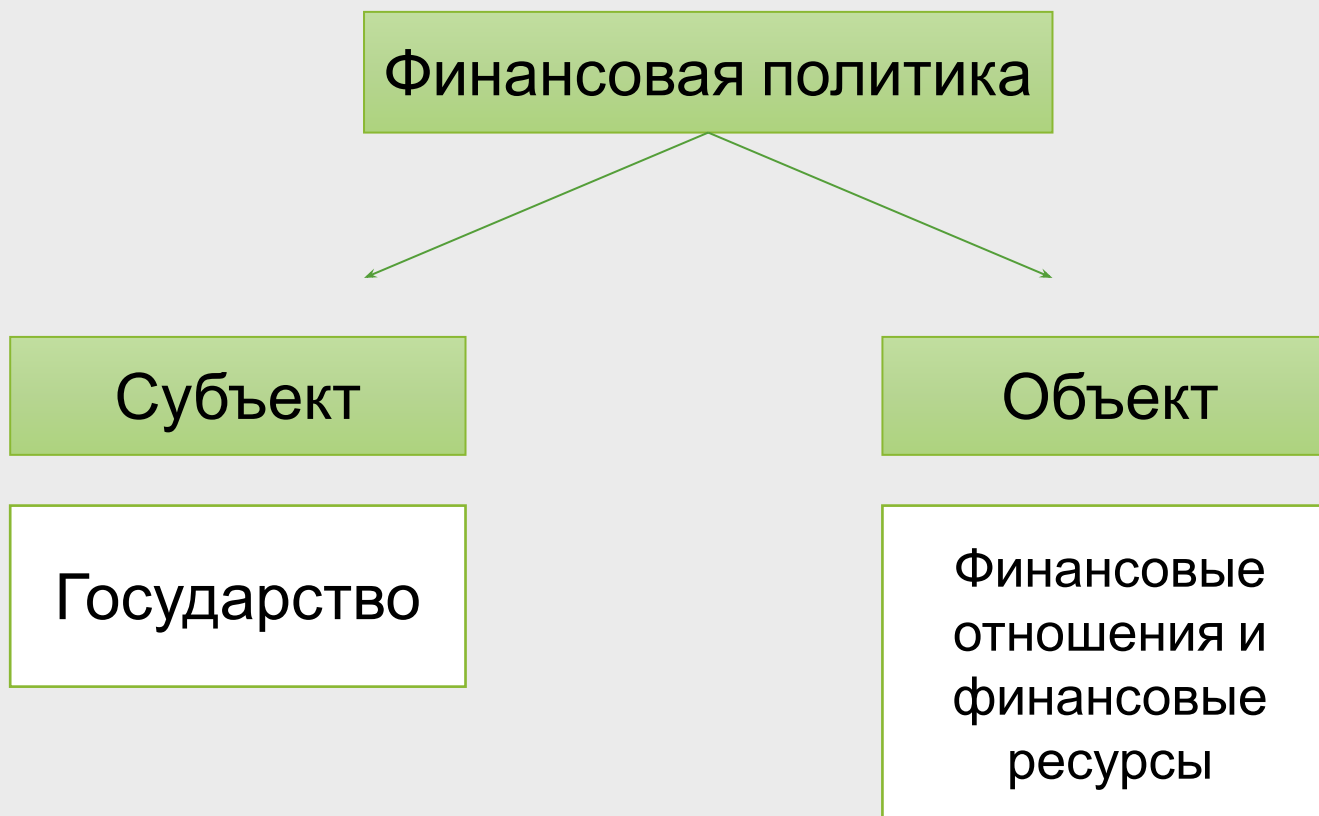 Финансовая политика
Субъект
Объект
Государство
Финансовые
отношения и
финансовые
ресурсы